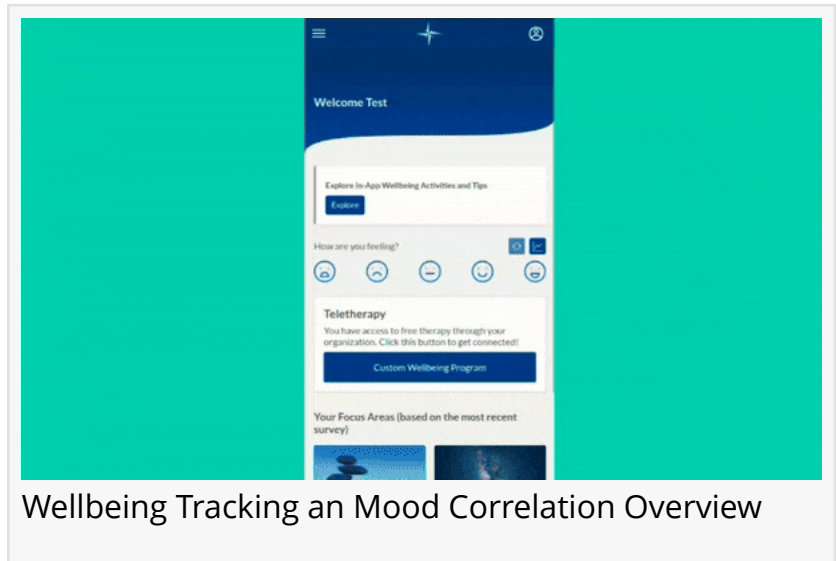 Welcome Test
Explore In-App Wellbeing Activities and Tips
Explore
How are you feeling?
Teletherapy
You have access to free therapy through your
organization. Click this button to get connected!
Custom Wellbeing Program
Your Focus Areas (based on the most recent
survey)
Wellbeing Tracking an Mood Correlation Overview